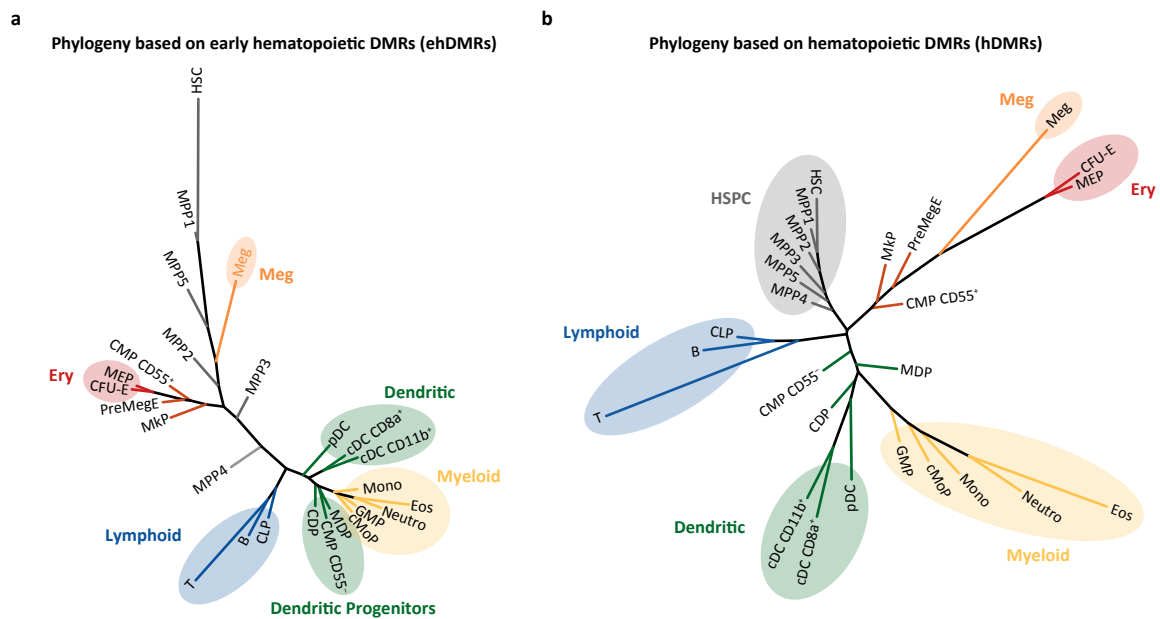 a
Phylogeny based on early hematopoietic DMRs (ehDMRs)
HSC
MPP1
MPP5
Meg
Meg
MPP2
MPP3
CMP CD55⁺
Ery
MEP
CFU-E
PreMegE
MkP
MPP4
Dendritic
pDC
cDC CD8a⁺
cDC CD11b⁺
Myeloid
Mono
Eos
Neutro
GMP
cMoP
MDP
CMP CD55⁻
CDP
Lymphoid
CLP
B
T
Dendritic Progenitors
b
Phylogeny based on hematopoietic DMRs (hDMRs)
Meg
Meg
CFU-E
MEP
Ery
HSPC
HSC
MPP1
MPP2
MPP3
MPP5
MPP4
MkP
PreMegE
CMP CD55⁺
Lymphoid
CLP
B
T
CMP CD55⁻
MDP
CDP
pDC
cDC CD11b⁺
cDC CD8a⁺
Dendritic
GMP
cMoP
Mono
Neutro
Eos
Myeloid